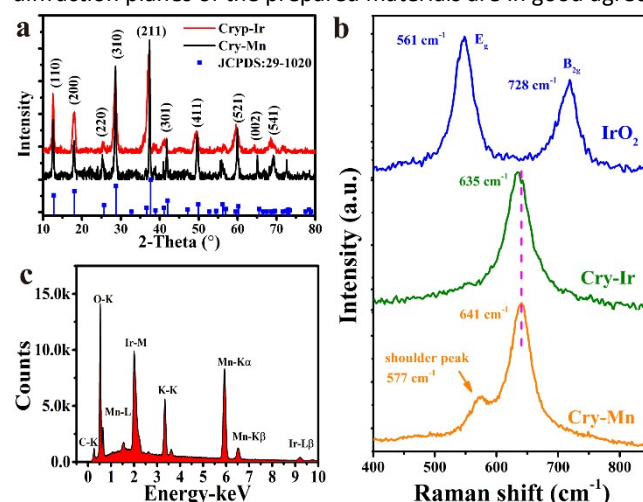 diffraction planes of the prepared materials are in good agree
a
Intensity
(110)
(200)
(220)
(310)
(211)
(301)
(411)
(521)
(002)
(541)
Cryp-Ir
Cry-Mn
JCPDS:29-1020
10 20 30 40 50 60 70 80
2-Theta (°)
b
Intensity (a.u.)
561 cm-1
Eg
728 cm-1
B2g
IrO2
635 cm-1
Cry-Ir
641 cm-1
shoulder peak
577 cm-1
Cry-Mn
400 500 600 700 800
Raman shift (cm-1)
c
Counts
15.0k
10.0k
5.0k
0.0
C-K
O-K
Mn-L
Ir-M
K-K
Mn-Kα
Mn-Kβ
Ir-Lβ
0 1 2 3 4 5 6 7 8 9 10
Energy-keV